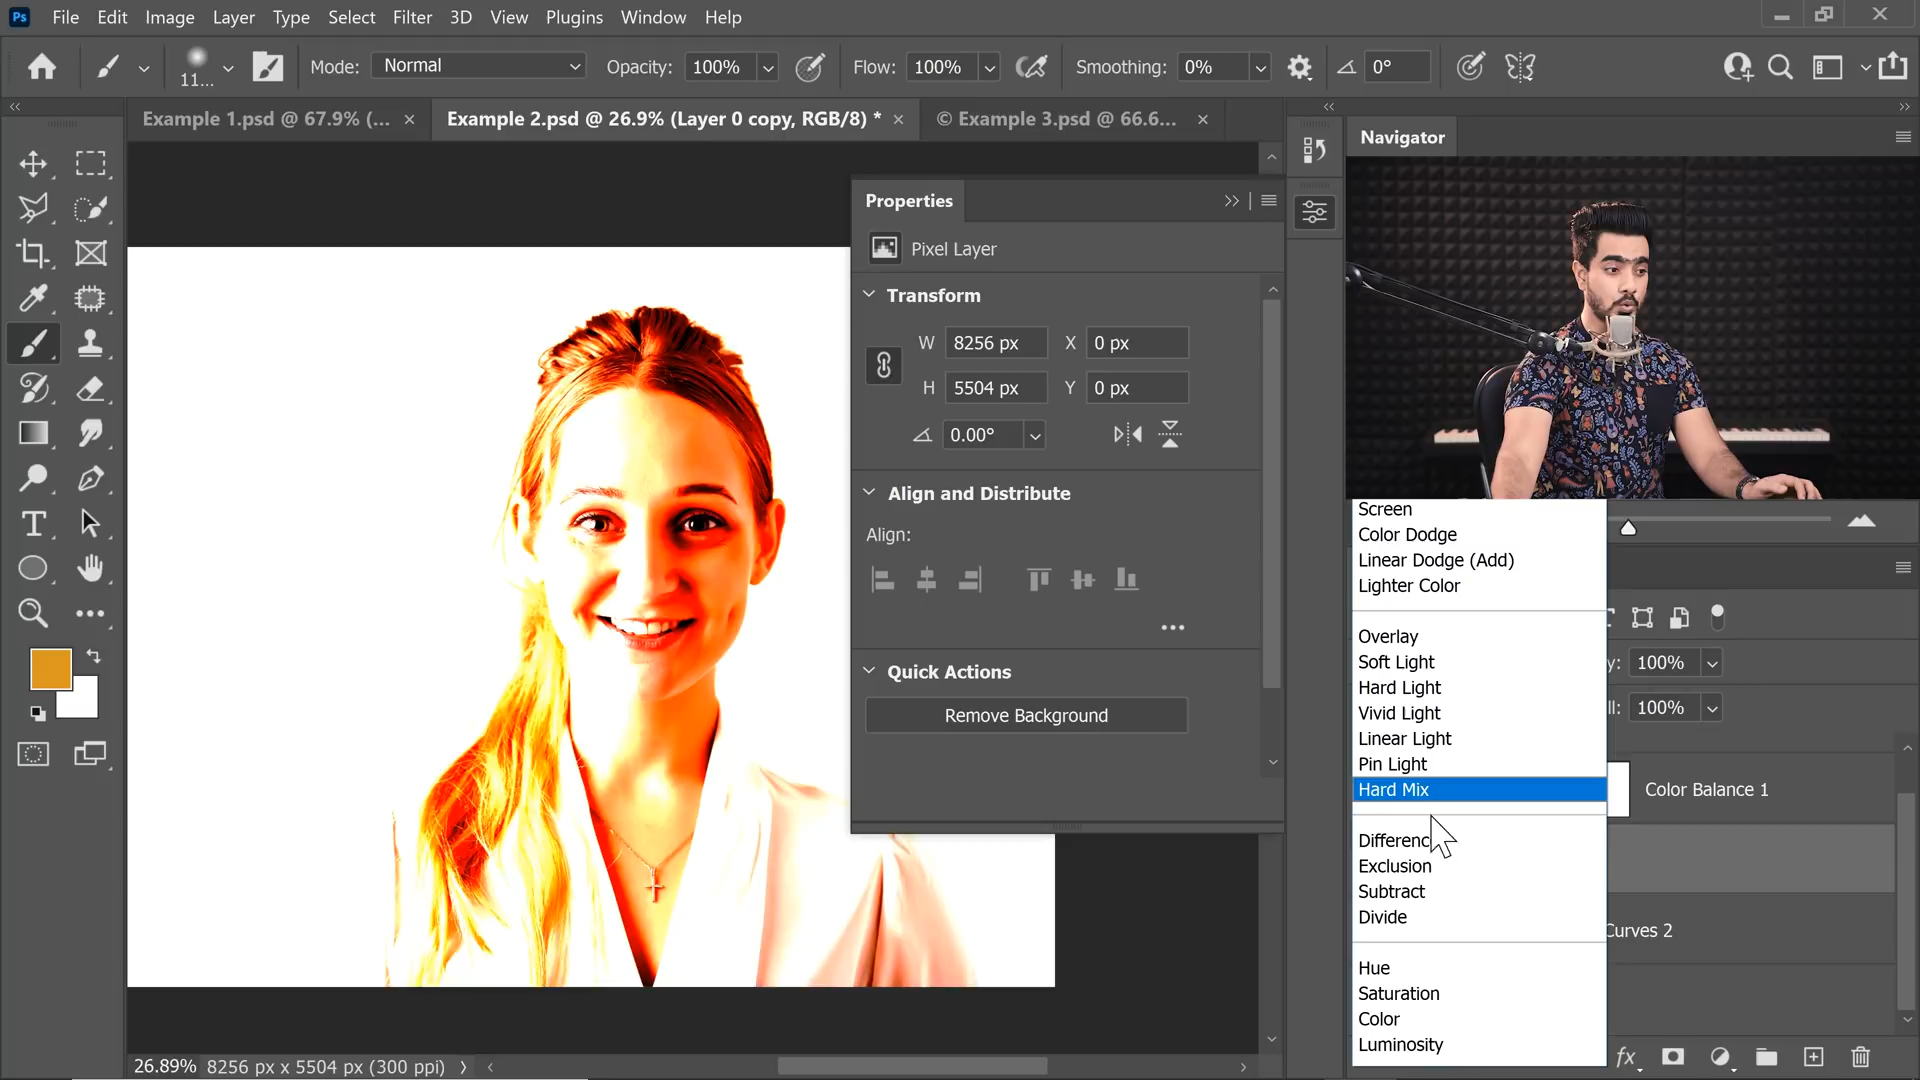 Ps File Edit Image Layer Type Select Filter 3D View Plugins Window Help
11... Mode: Normal Opacity: 100% Flow: 100% Smoothing: 0% 0°
Example 1.psd @ 67.9% (... × Example 2.psd @ 26.9% (Layer 0 copy, RGB/8) * × © Example 3.psd @ 66.6... ×
Navigator
Properties
Pixel Layer
Transform
W 8256 px X 0 px
H 5504 px Y 0 px
0.00°
Align and Distribute
Align:
Quick Actions
Remove Background
Screen
Color Dodge
Linear Dodge (Add)
Lighter Color
Overlay
Soft Light
Hard Light
Vivid Light
Linear Light
Pin Light
Hard Mix
Differenc
Exclusion
Subtract
Divide
Hue
Saturation
Color
Luminosity
y: 100%
ll: 100%
Color Balance 1
Curves 2
fx
26.89% 8256 px x 5504 px (300 ppi)